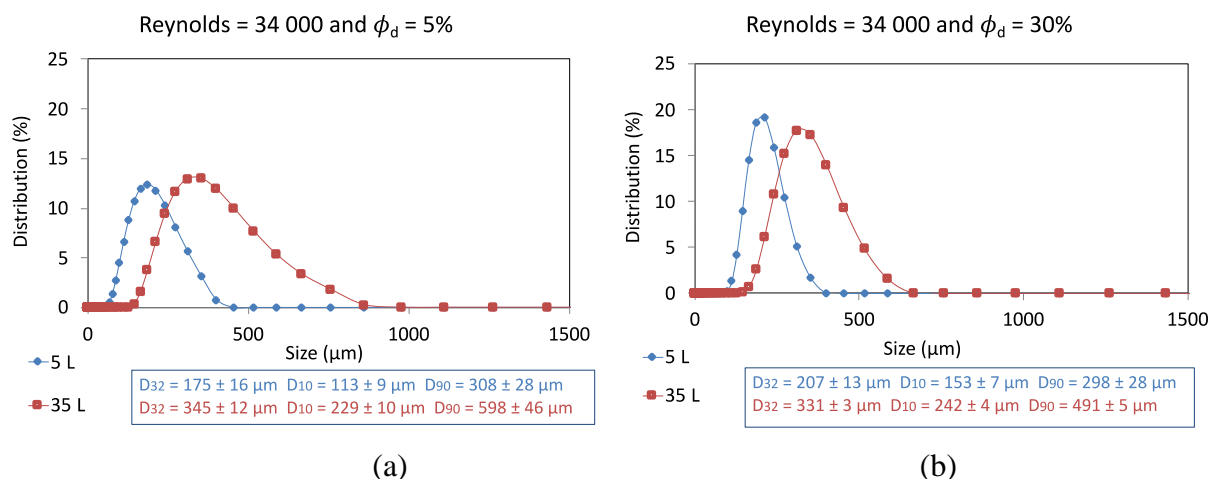 Reynolds = 34 000 and ϕd = 5%
25
20
15
10
5
0
Distribution (%)
0 500 1000 1500
Size (µm)
5 L
35 L
D32 = 175 ± 16 µm D10 = 113 ± 9 µm D90 = 308 ± 28 µm
D32 = 345 ± 12 µm D10 = 229 ± 10 µm D90 = 598 ± 46 µm
(a)
Reynolds = 34 000 and ϕd = 30%
25
20
15
10
5
0
Distribution (%)
0 500 1000 1500
Size (µm)
5 L
35 L
D32 = 207 ± 13 µm D10 = 153 ± 7 µm D90 = 298 ± 28 µm
D32 = 331 ± 3 µm D10 = 242 ± 4 µm D90 = 491 ± 5 µm
(b)